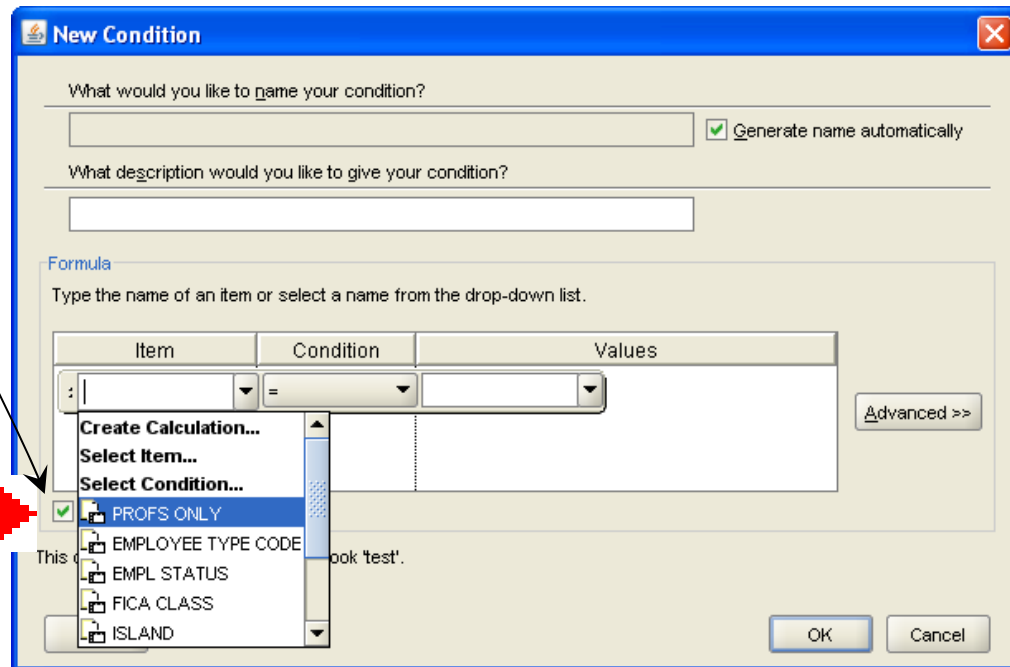 New Condition
What would you like to name your condition?
Generate name automatically
What description would you like to give your condition?
Formula
Type the name of an item or select a name from the drop-down list.
Item Condition Values
: =
Create Calculation...
Select Item...
Select Condition...
Advanced >>
PROFS ONLY
EMPLOYEE TYPE CODE
This ook 'test'.
EMPL STATUS
FICA CLASS
ISLAND
OK Cancel